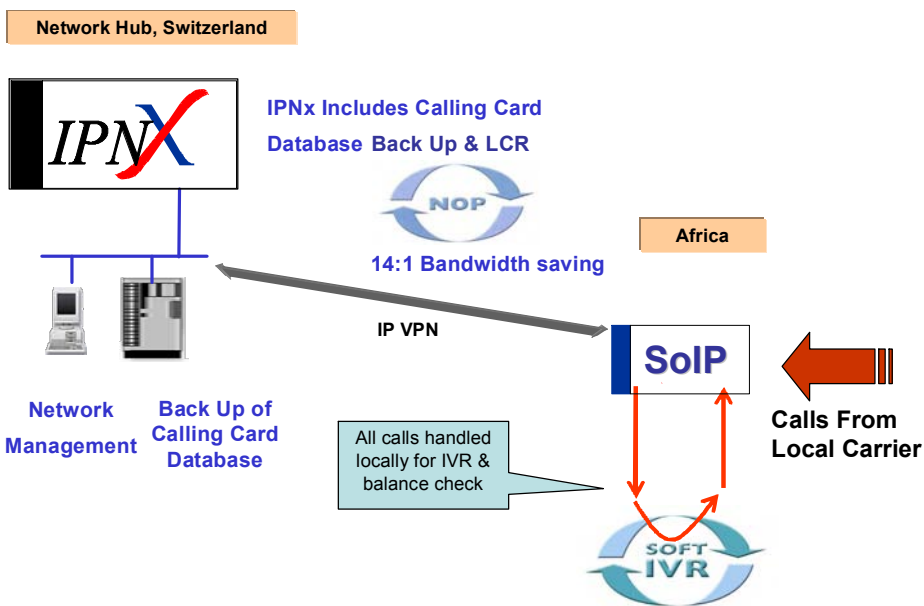 Network Hub, Switzerland
IPNX
IPNx Includes Calling Card
Database Back Up & LCR
NOP
14:1 Bandwidth saving
Africa
IP VPN
SoIP
Network
Management
Back Up of
Calling Card
Database
All calls handled
locally for IVR &
balance check
Calls From
Local Carrier
SOFT
IVR